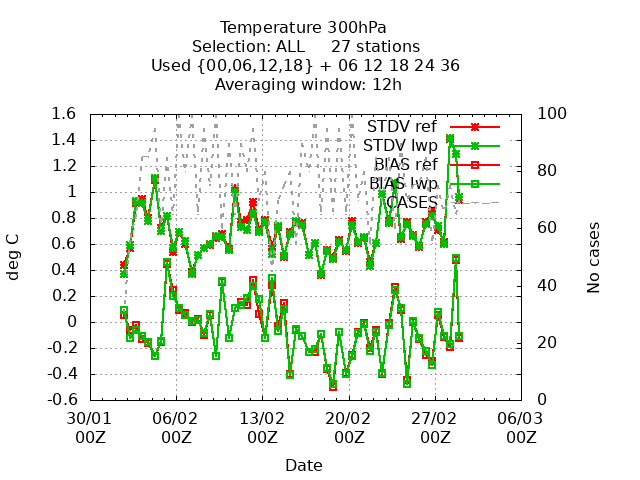 Temperature 300hPa
Selection: ALL 27 stations
Used {00,06,12,18} + 06 12 18 24 36
Averaging window: 12h
1.6
1.4
1.2
1
0.8
0.6
0.4
0.2
0
-0.2
-0.4
-0.6
deg C
100
80
60
40
20
0
No cases
STDV ref
STDV lwp
BIAS ref
BIAS lwp
CASES
30/01 06/02 13/02 20/02 27/02 06/03
00Z 00Z 00Z 00Z 00Z 00Z
Date